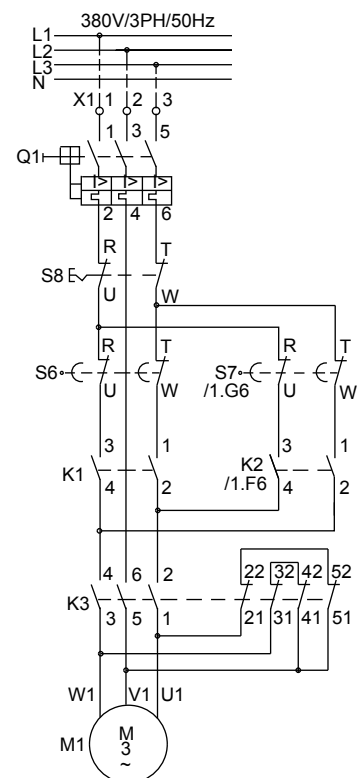 380V/3PH/50Hz
L1
L2
L3
N
X1 1 2 3
1 3 5
Q1
I> I> I>
2 4 6
R T
S8
U W
R T R T
S6 S7
U W /1.G6 U W
3 1 3 1
K1 K2
4 2 /1.F6 4 2
4 6 2 22 32 42 52
K3
3 5 1 21 31 41 51
W1 V1 U1
M1 M
3
~